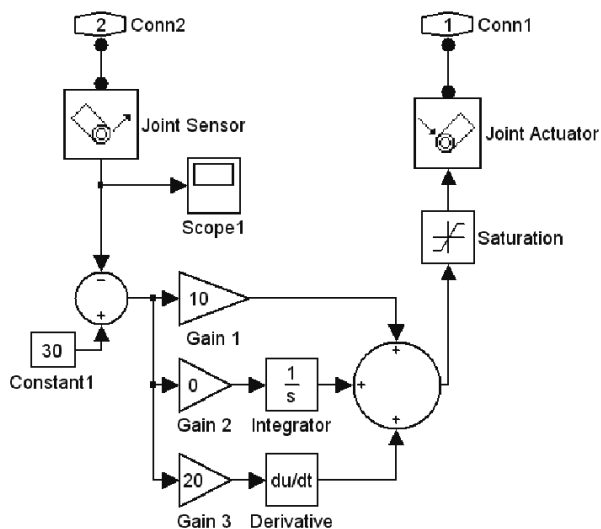 2 Conn2
1 Conn1
Joint Sensor
Joint Actuator
Scope1
Saturation
−
+
30
Constant1
10
Gain 1
+
0
Gain 2
1
s
Integrator
+
+
20
Gain 3
du/dt
Derivative